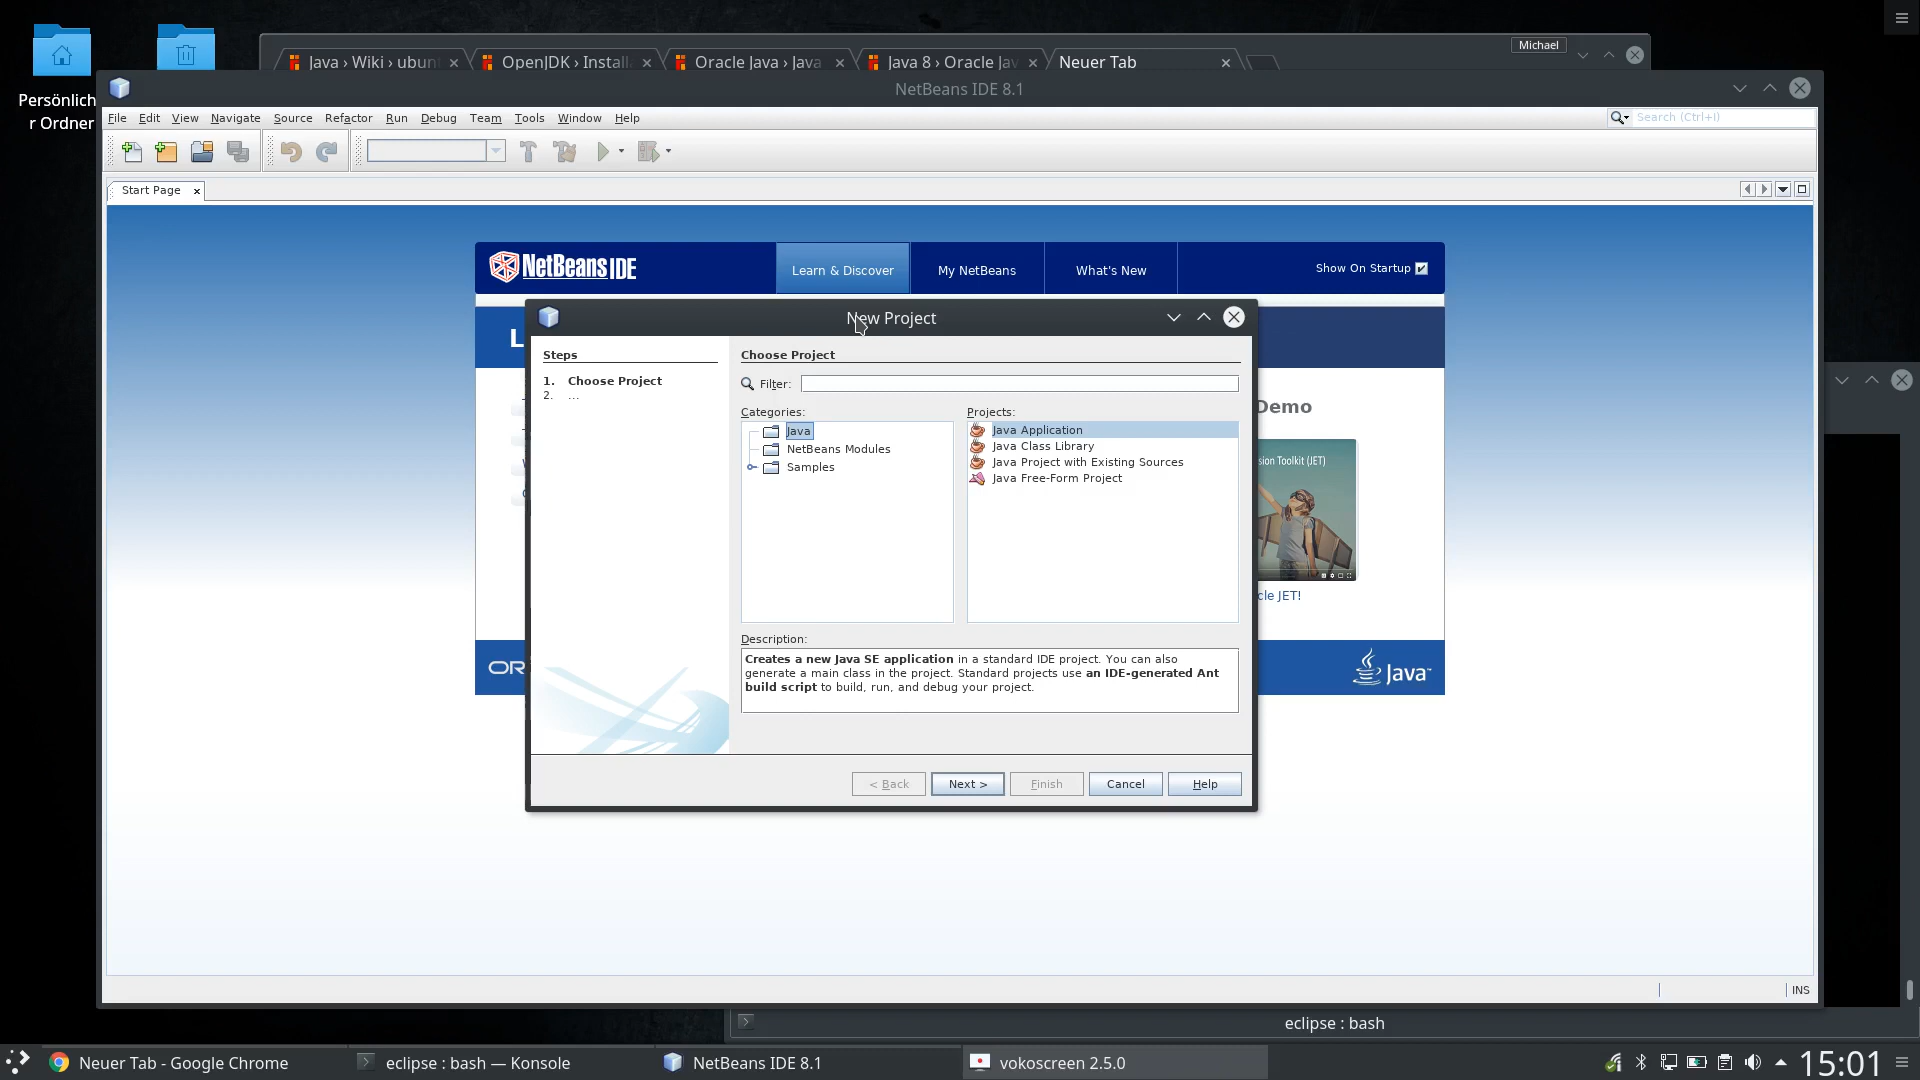 Persönlich
r Ordner
Java › Wiki › ubun
OpenJDK › Install
Oracle Java › Java
Java 8 › Oracle Jav
Neuer Tab
Michael
NetBeans IDE 8.1
File Edit View Navigate Source Refactor Run Debug Team Tools Window Help
Search (Ctrl+I)
Start Page
NetBeans IDE
Learn & Discover
My NetBeans
What's New
Show On Startup
L
New Project
Steps
1. Choose Project
2. ...
Choose Project
Filter:
Categories:
Java
NetBeans Modules
Samples
Projects:
Java Application
Java Class Library
Java Project with Existing Sources
Java Free-Form Project
Demo
sion Toolkit (JET)
cle JET!
Description:
Creates a new Java SE application in a standard IDE project. You can also
generate a main class in the project. Standard projects use an IDE-generated Ant
build script to build, run, and debug your project.
OR
Java
< Back
Next >
Finish
Cancel
Help
INS
eclipse : bash
Neuer Tab - Google Chrome
eclipse : bash — Konsole
NetBeans IDE 8.1
vokoscreen 2.5.0
15:01